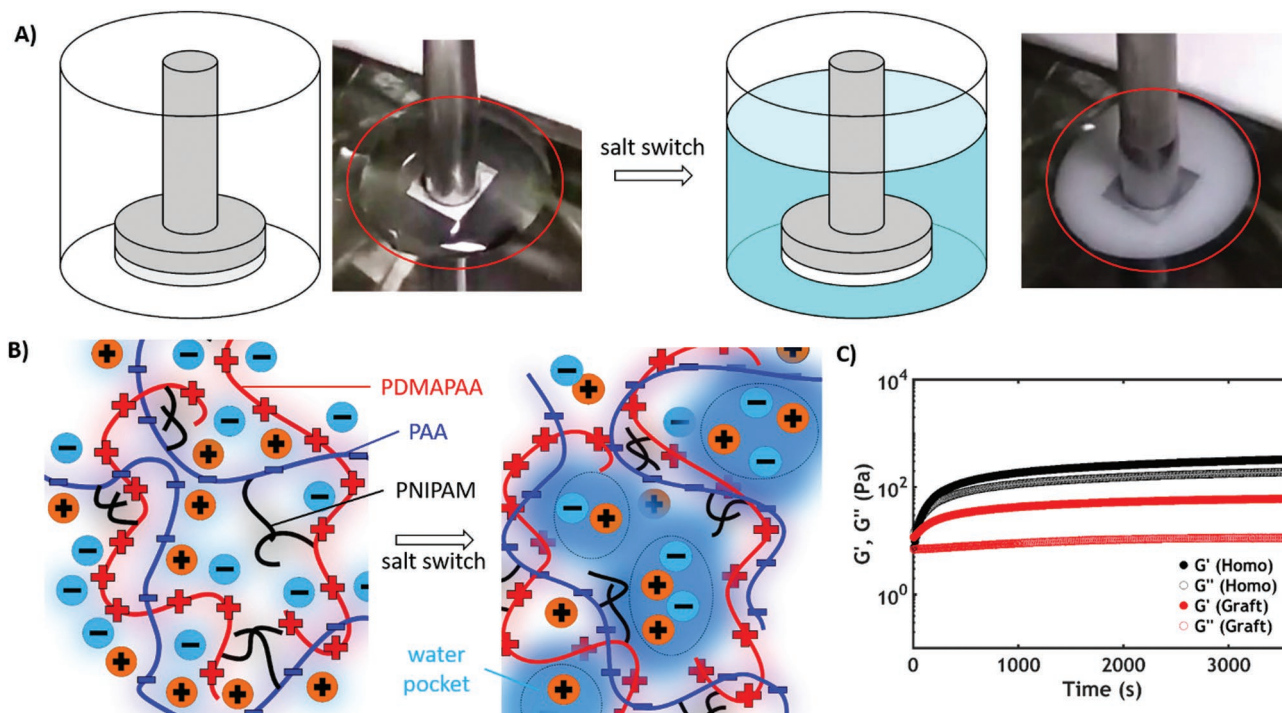 A)
salt switch
B)
PDMAPAA
PAA
PNIPAM
salt switch
water
pocket
C)
G', G'' (Pa)
10⁴
10²
10⁰
G' (Homo)
G'' (Homo)
G' (Graft)
G'' (Graft)
0 1000 2000 3000
Time (s)